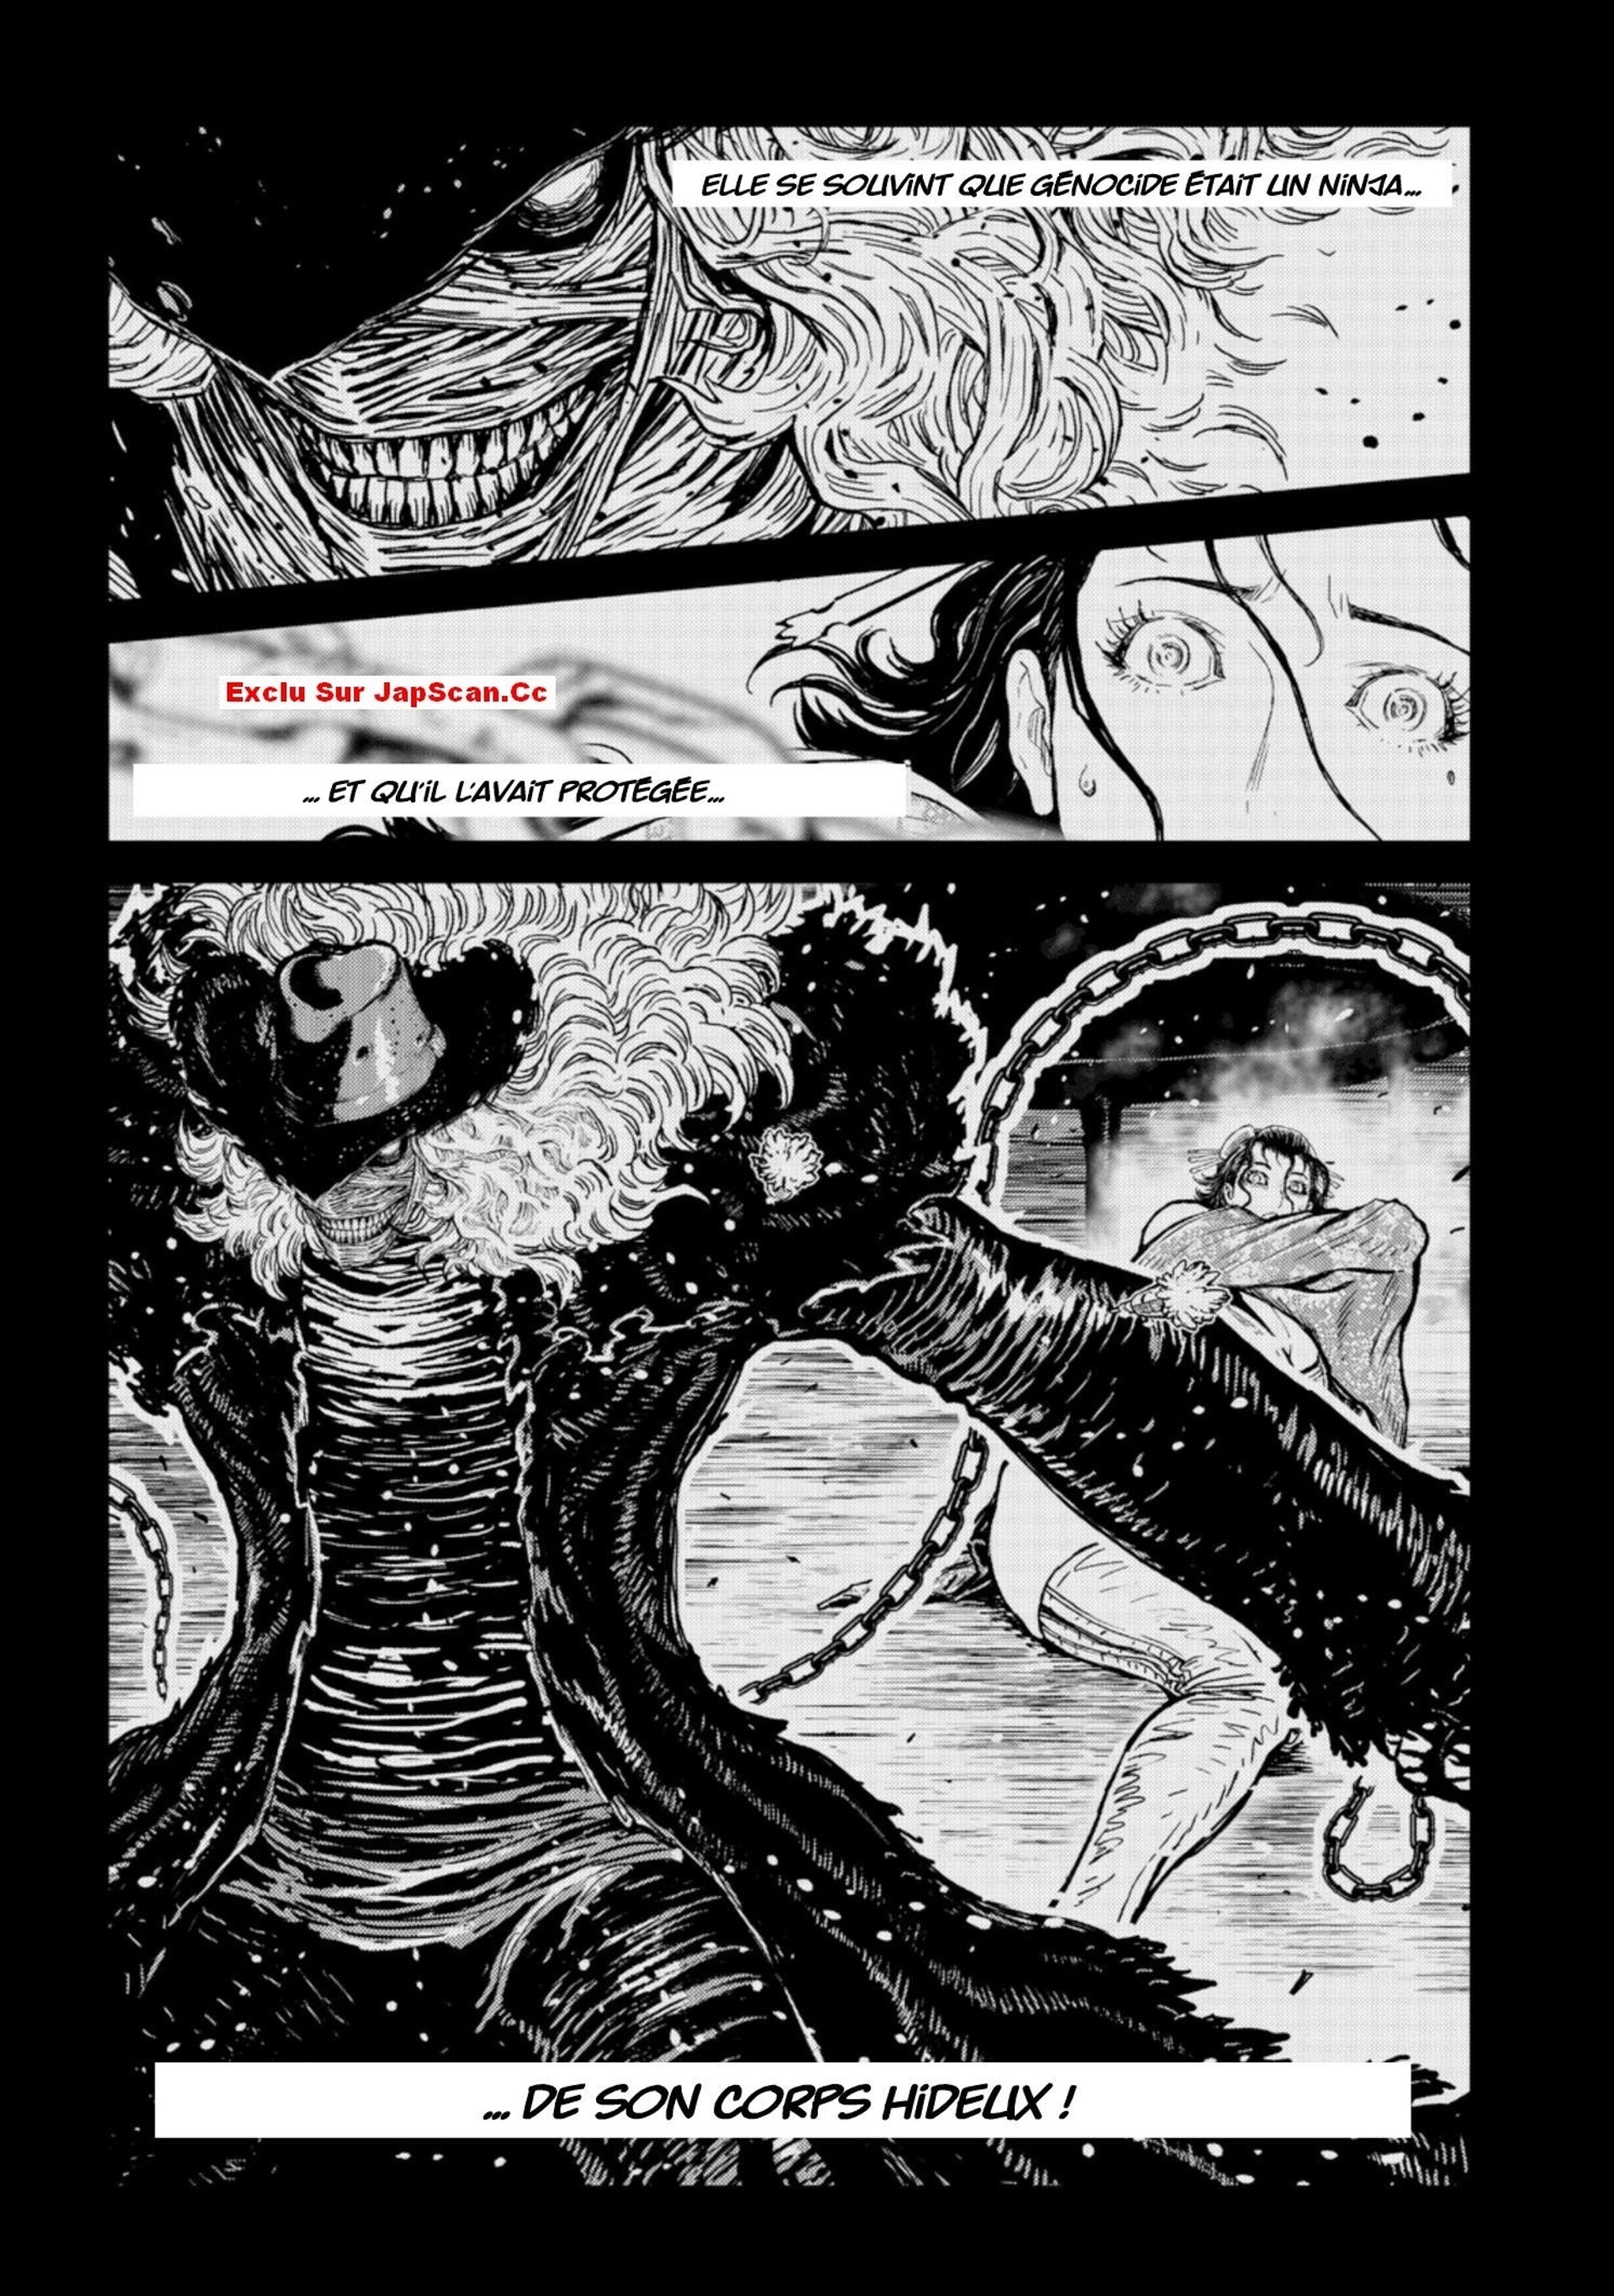 ELLE SE SOUVINT QUE GÉNOCIDE ÉTAIT UN NINJA...
Exclu Sur JapScan.Cc
... ET QU'IL L'AVAIT PROTÉGÉE...
... DE SON CORPS HIDEUX !